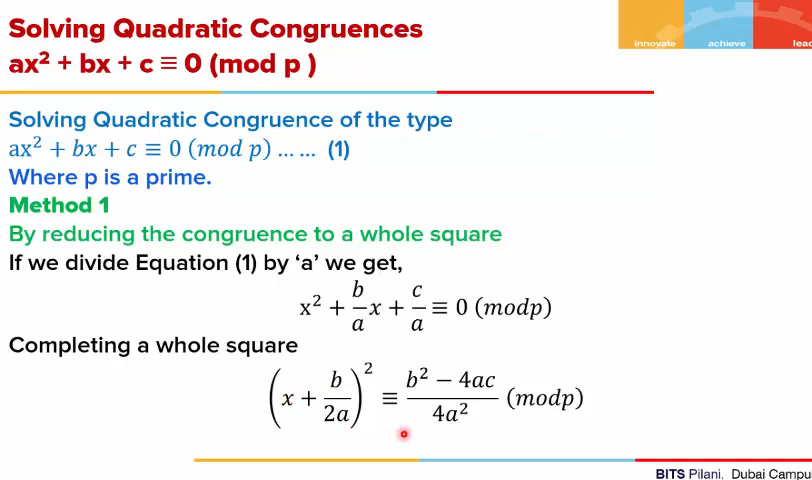 Solving Quadratic Congruences
ax² + bx + c ≡ 0 (mod p )
innovate achieve lead
Solving Quadratic Congruence of the type
ax² + bx + c ≡ 0 (mod p) … … (1)
Where p is a prime.
Method 1
By reducing the congruence to a whole square
If we divide Equation (1) by ‘a’ we get,
x² + b/a x + c/a ≡ 0 (modp)
Completing a whole square
(x + b/2a)² ≡ b² − 4ac / 4a² (modp)
BITS Pilani, Dubai Campu